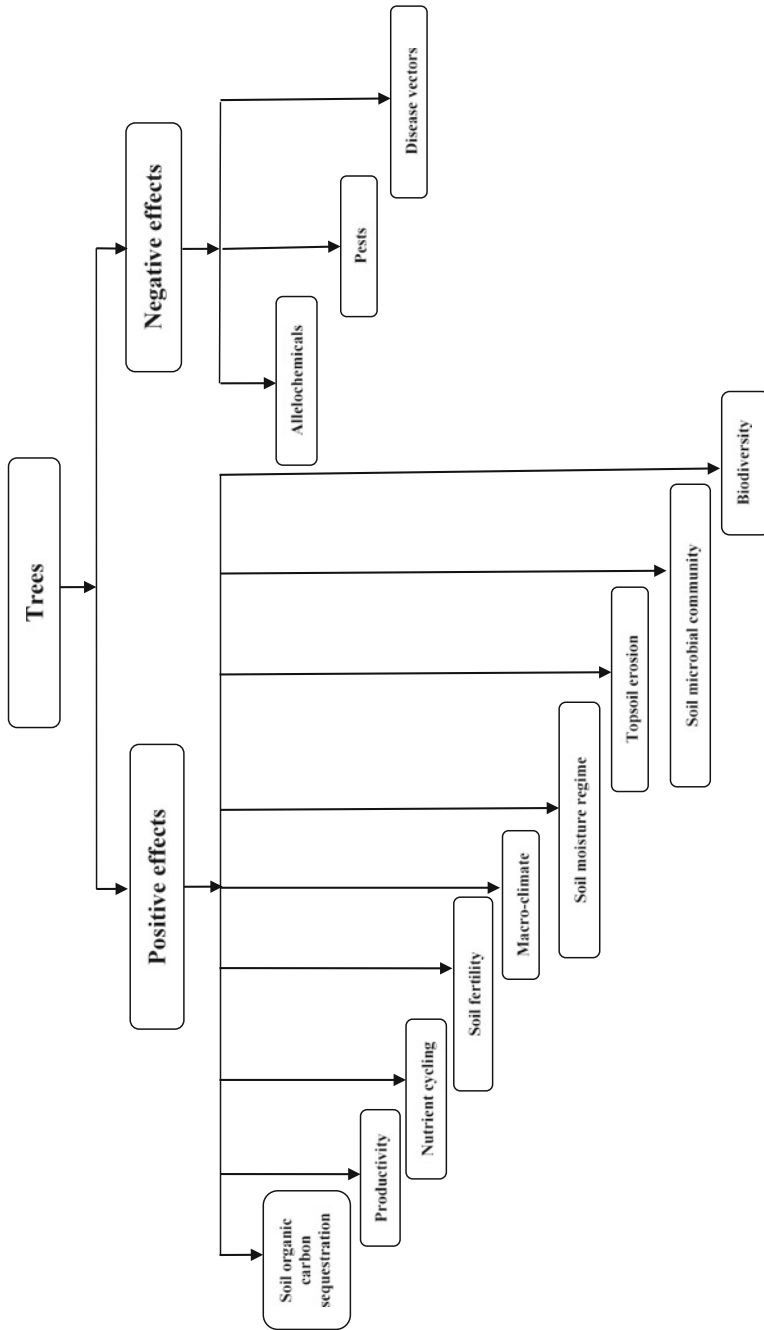 Trees
Positive effects
Negative effects
Soil organic
carbon
sequestration
Productivity
Nutrient cycling
Soil fertility
Macro-climate
Soil moisture regime
Topsoil erosion
Soil microbial community
Biodiversity
Allelochemicals
Pests
Disease vectors